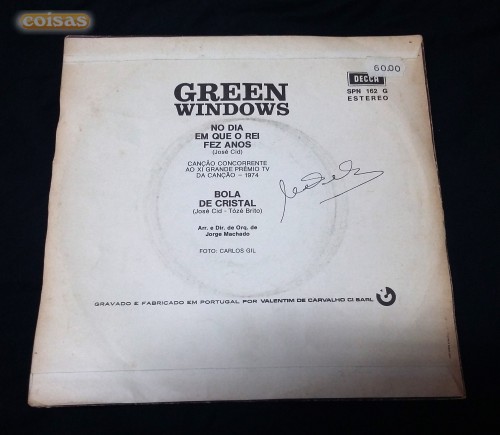 coisas
60.00
DECCA
SPN 162 G
ESTEREO
GREEN
WINDOWS
NO DIA
EM QUE O REI
FEZ ANOS
(José Cid)
CANÇÃO CONCORRENTE
AO XI GRANDE PRÉMIO TV
DA CANÇÃO – 1974
BOLA
DE CRISTAL
(José Cid - Tózé Brito)
Arr. e Dir. de Orq. de
Jorge Machado
FOTO: CARLOS GIL
GRAVADO E FABRICADO EM PORTUGAL POR VALENTIM DE CARVALHO CI SARL